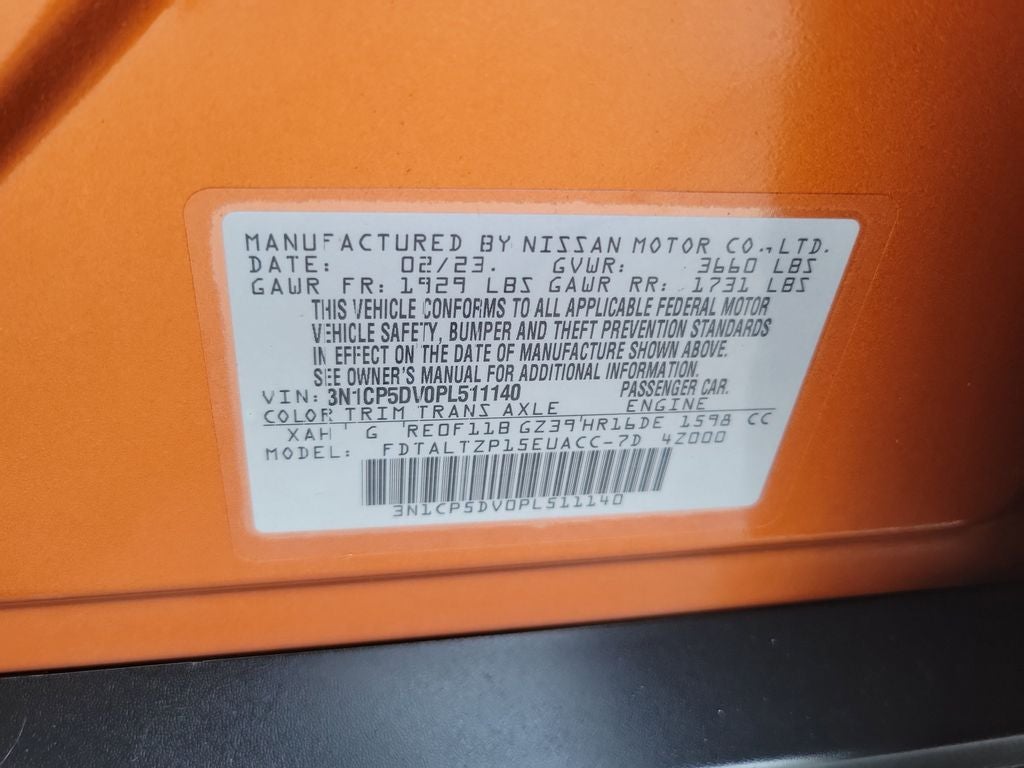 MANUFACTURED BY NISSAN MOTOR CO., LTD.
DATE: 02/23. GVWR: 3660 LBS
GAWR FR: 1929 LBS GAWR RR: 1731 LBS
THIS VEHICLE CONFORMS TO ALL APPLICABLE FEDERAL MOTOR
VEHICLE SAFETY, BUMPER AND THEFT PREVENTION STANDARDS
IN EFFECT ON THE DATE OF MANUFACTURE SHOWN ABOVE.
SEE OWNER'S MANUAL FOR ADDITIONAL INFORMATION.
VIN: 3N1CP5DV0PL511140 PASSENGER CAR.
COLOR TRIM TRANS AXLE ENGINE
XAH G RE0F11B GZ39 HR16DE 1598 CC
MODEL: FDTALTZP15EUACC-7D 4Z000
3N1CP5DV0PL511140